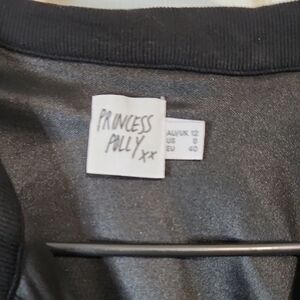 PRINCESS
POLLY xx
AU/UK 12
US 8
EU 40